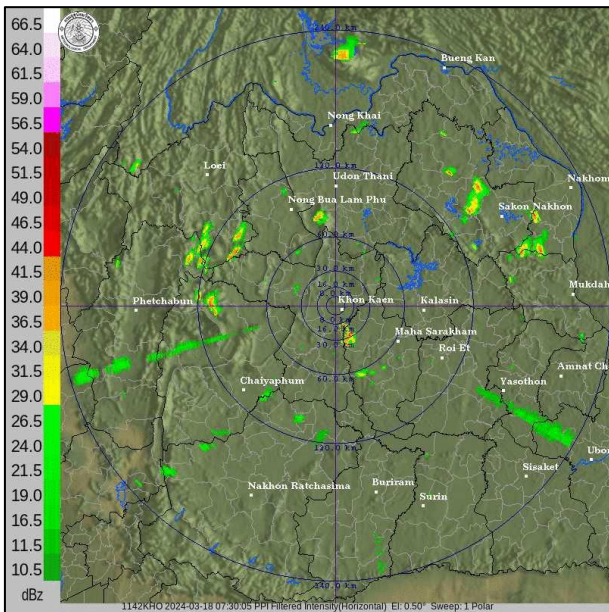 66.5
64.0
61.5
59.0
56.5
54.0
51.5
49.0
46.5
44.0
41.5
39.0
36.5
34.0
31.5
29.0
26.5
24.0
21.5
19.0
16.5
15.5
12.5
10.5
dBz
Bueng Kan
Nong Khai
Loei
Udon Thani
Nakhom
Nong Bua Lam Phu
Sakon Nakhon
Mukdah
Phetchabun
Khon Kaen
Kalasin
Maha Sarakham
Roi Et
Amnat Ch
Chaiyaphum
Yasothon
60.0 km
120.0 km
Ubon
Sisaket
Nakhon Ratchasima
Buriram
Surin
1142KHO 2024-03-18 07:30:05 PPI Filtered Intensity(Horizontal) El: 0.50° Sweep: 1 Polar